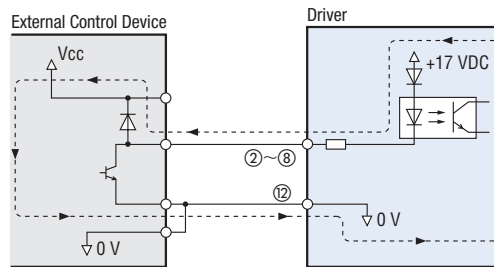 External Control Device
Driver
Vcc
+17 VDC
②～⑧
⑫
0 V
0 V